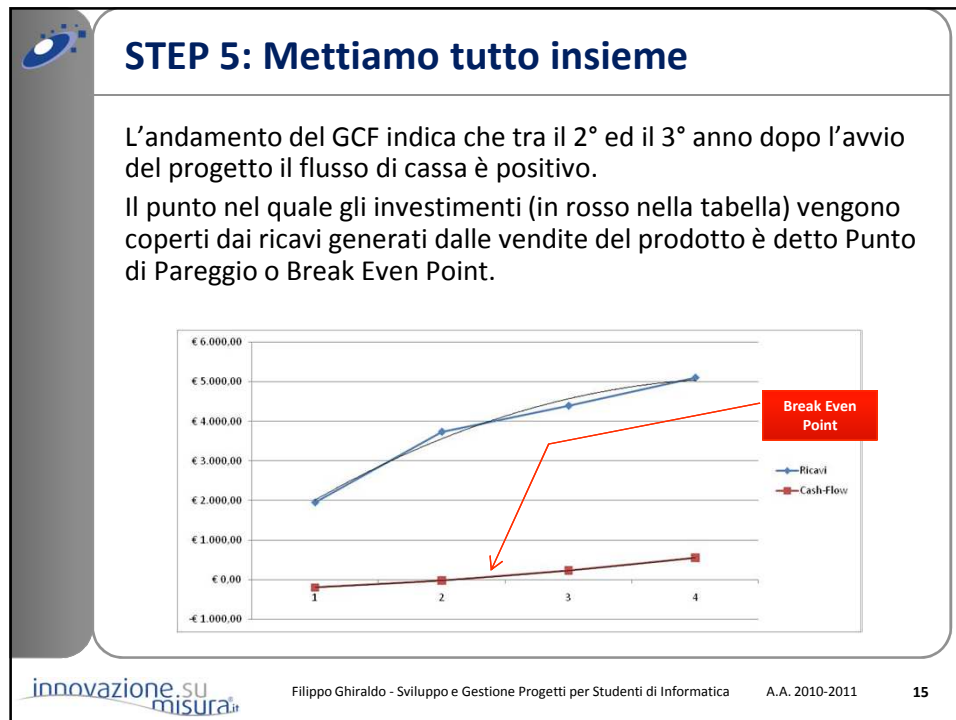 STEP 5: Mettiamo tutto insieme
L’andamento del GCF indica che tra il 2° ed il 3° anno dopo l’avvio
del progetto il flusso di cassa è positivo.
Il punto nel quale gli investimenti (in rosso nella tabella) vengono
coperti dai ricavi generati dalle vendite del prodotto è detto Punto
di Pareggio o Break Even Point.
€ 6.000,00
€ 5.000,00
€ 4.000,00
€ 3.000,00
€ 2.000,00
€ 1.000,00
€ 0,00
-€ 1.000,00
1
2
3
4
Break Even
Point
Ricavi
Cash-Flow
innovazione.su
misura.it
Filippo Ghiraldo - Sviluppo e Gestione Progetti per Studenti di Informatica A.A. 2010-2011 15